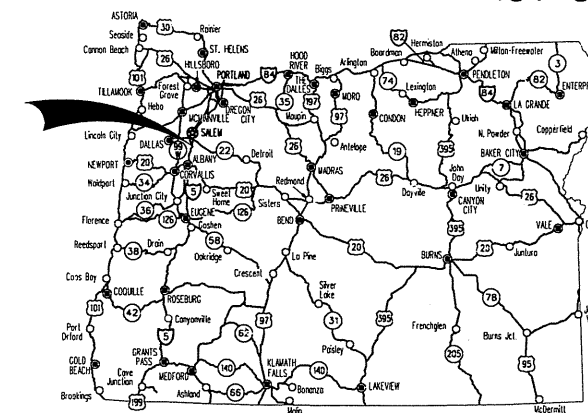 ASTORIA
Seaside
Cannon Beach
30
Rainier
ST. HELENS
26
101
TILLAMOOK
Forest Grove
HILLSBORO
PORTLAND
84
HOOD RIVER
THE DALLES
Biggs
Arlington
Boardman
82
Hermiston
Athena
Milton-Freewater
PENDLETON
3
82
ENTERPR
84
LA GRANDE
Hebo
MCMINNVILLE
OREGON CITY
26
35
197
MORO
97
Maupin
Antelope
74
Lexington
HEPPNER
CONDON
Ukiah
N. Powder
Copperfield
BAKER CITY
Lincoln City
DALLAS
SALEM
99
22
Detroit
NEWPORT
20
ALBANY
CORVALLIS
Waldport
34
5
Sweet Home
20
Sisters
Redmond
26
MADRAS
PRINEVILLE
19
26
Dayville
395
John Day
CANYON CITY
7
Unity
26
Junction City
36
126
EUGENE
126
Florence
Goshen
BEND
VALE
Reedsport
38
Drain
58
Oakridge
La Pine
20
395
BURNS
20
Juntura
Crescent
Coos Bay
COQUILLE
ROSEBURG
Silver Lake
78
101
42
Canyonville
62
97
31
395
Frenchglen
Burns Jct.
Port Orford
5
Paisley
205
95
GOLD BEACH
GRANTS PASS
Cave Junction
MEDFORD
140
KLAMATH FALLS
140
LAKEVIEW
Brookings
199
Ashland
66
Bonanza
Malin
McDermitt